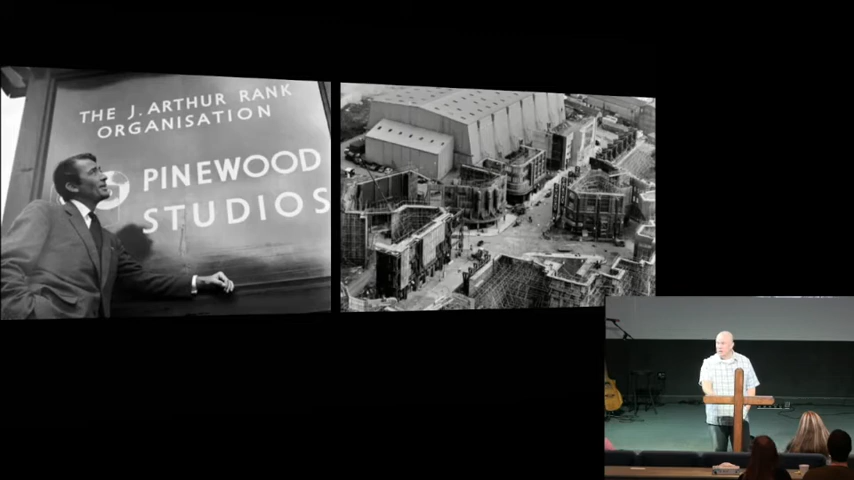 THE J. ARTHUR RANK
ORGANISATION
PINEWOOD
STUDIOS